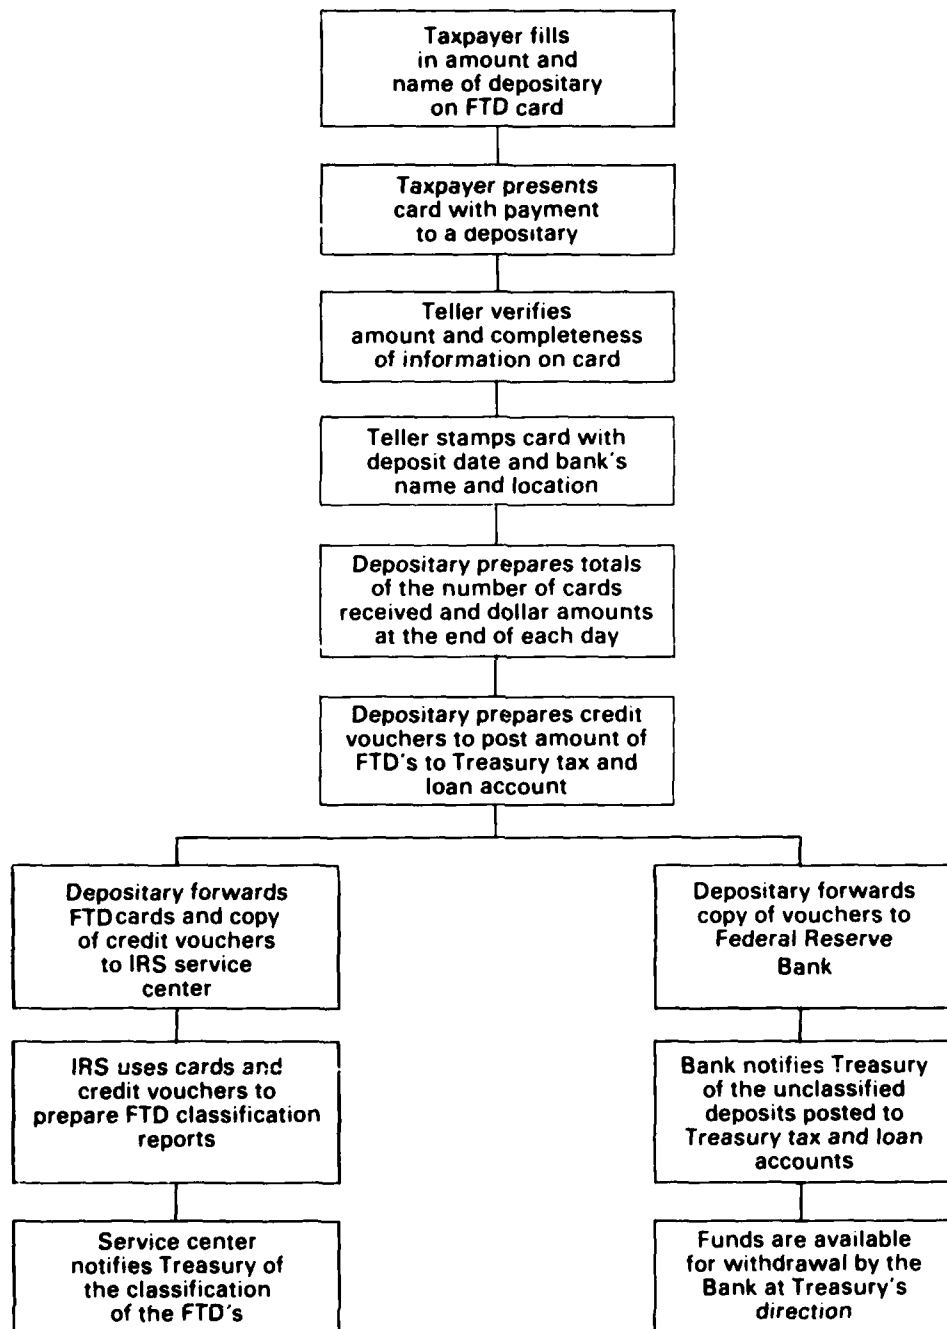 Taxpayer fills
in amount and
name of depositary
on FTD card
Taxpayer presents
card with payment
to a depositary
Teller verifies
amount and completeness
of information on card
Teller stamps card with
deposit date and bank's
name and location
Depositary prepares totals
of the number of cards
received and dollar amounts
at the end of each day
Depositary prepares credit
vouchers to post amount of
FTD's to Treasury tax and
loan account
Depositary forwards
FTD cards and copy
of credit vouchers
to IRS service
center
Depositary forwards
copy of vouchers to
Federal Reserve
Bank
IRS uses cards and
credit vouchers to
prepare FTD classification
reports
Bank notifies Treasury
of the unclassified
deposits posted to
Treasury tax and loan
accounts
Service center
notifies Treasury of
the classification
of the FTD's
Funds are available
for withdrawal by the
Bank at Treasury's
direction